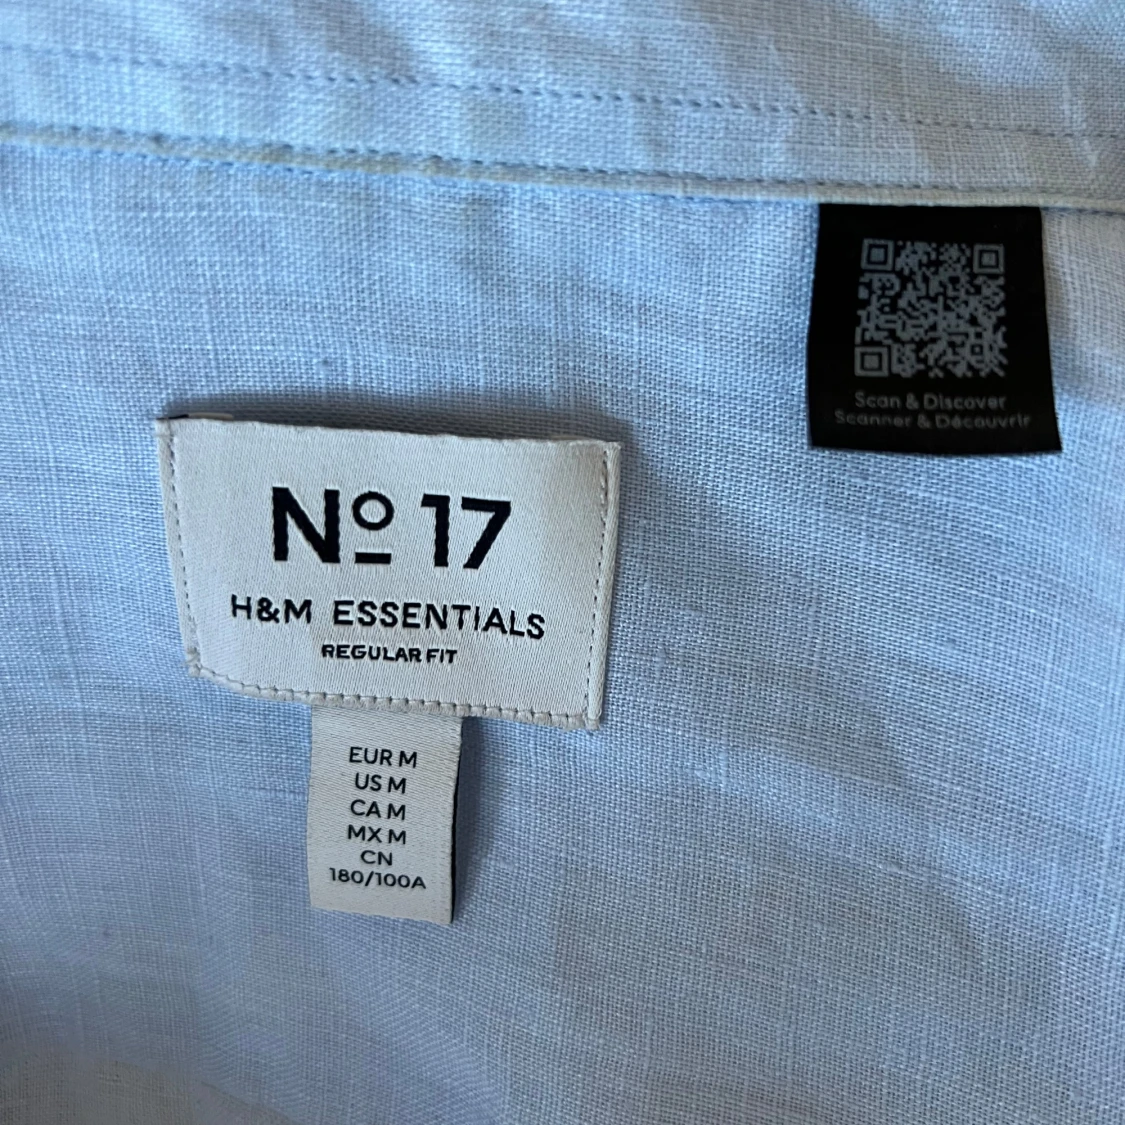 Scan & Discover
Scanner & Découvrir
Nº 17
H&M ESSENTIALS
REGULAR FIT
EUR M
US M
CA M
MX M
CN
180/100A